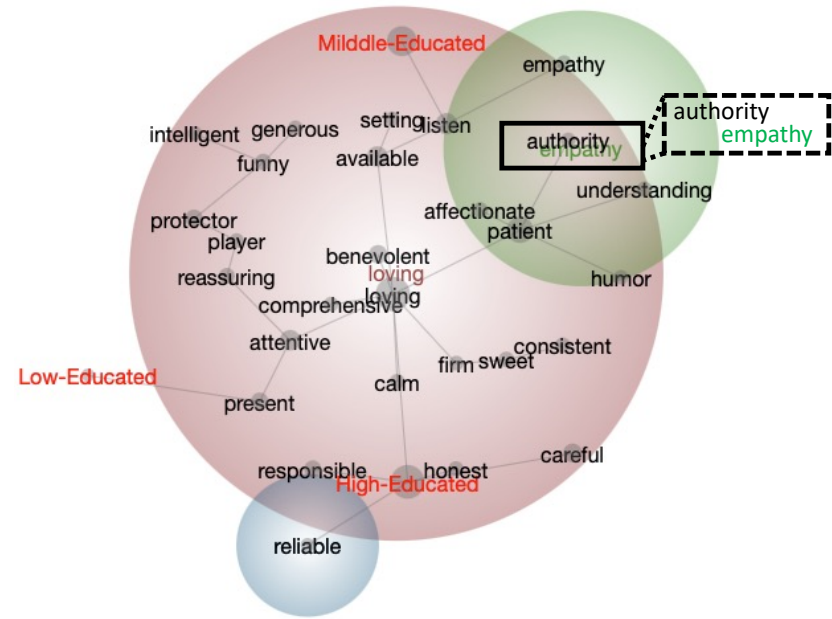 Milddle-Educated
empathy
authority
empathy
intelligent
generous
setting
listen
authority
empathy
funny
available
understanding
protector
affectionate
patient
player
benevolent
loving
reassuring
humor
loving
comprehensive
attentive
consistent
firm
sweet
Low-Educated
calm
present
careful
responsible
honest
High-Educated
reliable